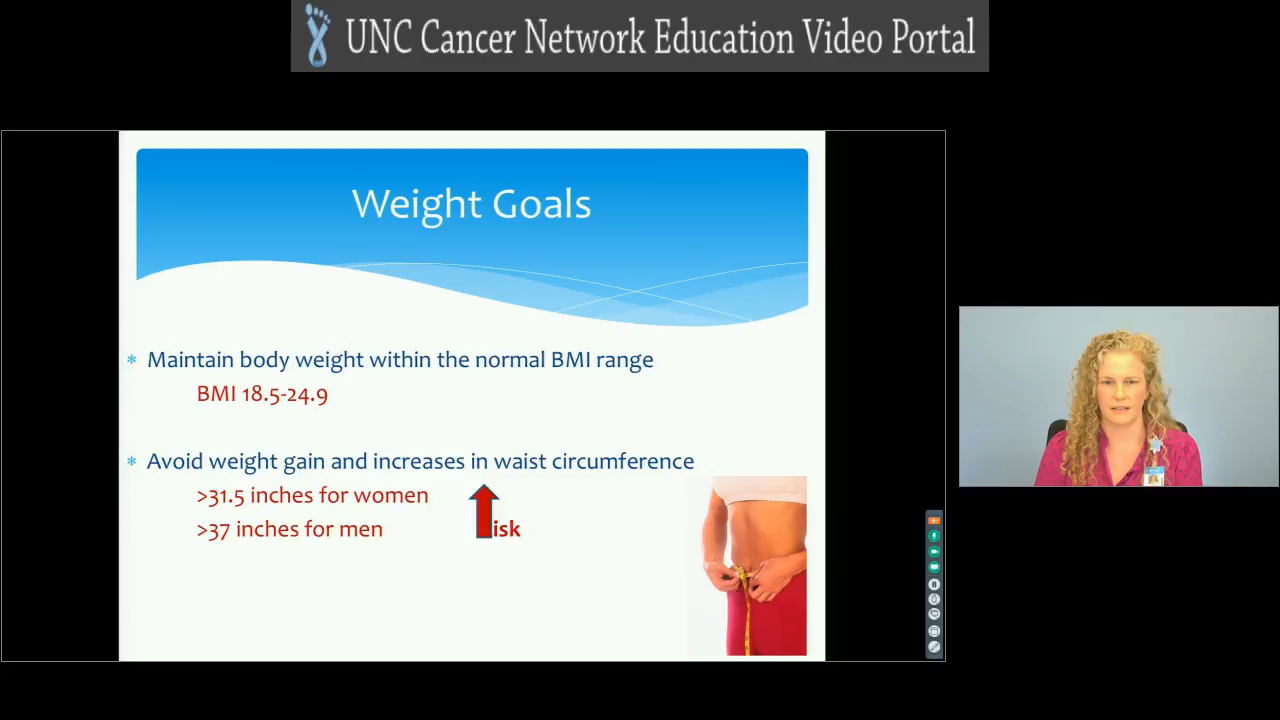 UNC Cancer Network Education Video Portal
Weight Goals
* Maintain body weight within the normal BMI range
BMI 18.5-24.9
* Avoid weight gain and increases in waist circumference
>31.5 inches for women
>37 inches for men
isk